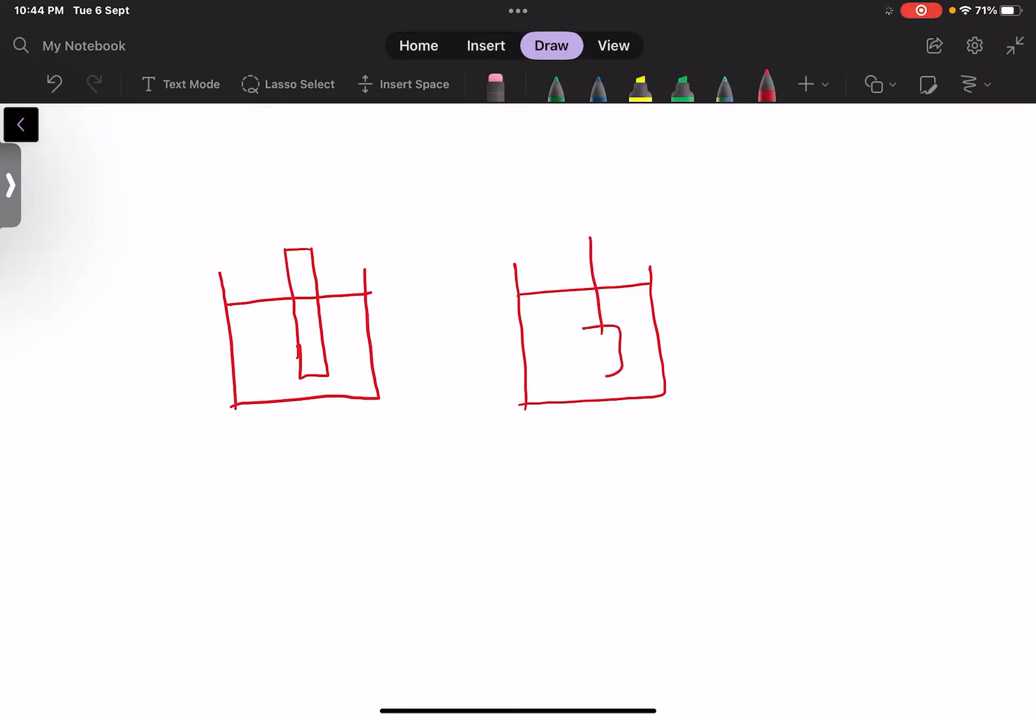 10:44 PM Tue 6 Sept 71%
My Notebook Home Insert Draw View
Text Mode Lasso Select Insert Space